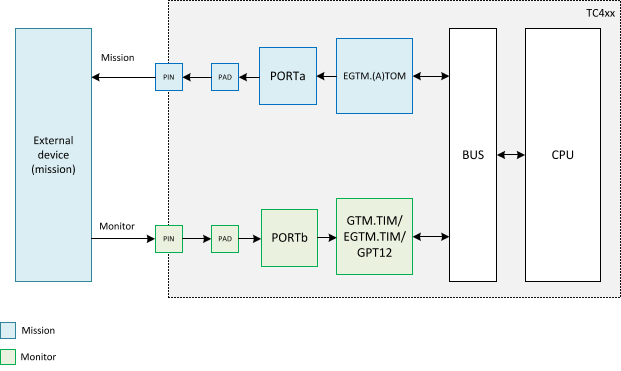 TC4xx
Mission
PIN
PAD
PORTa
EGTM.(A)TOM
External
device
(mission)
BUS
CPU
Monitor
PIN
PAD
PORTb
GTM.TIM/
EGTM.TIM/
GPT12
Mission
Monitor